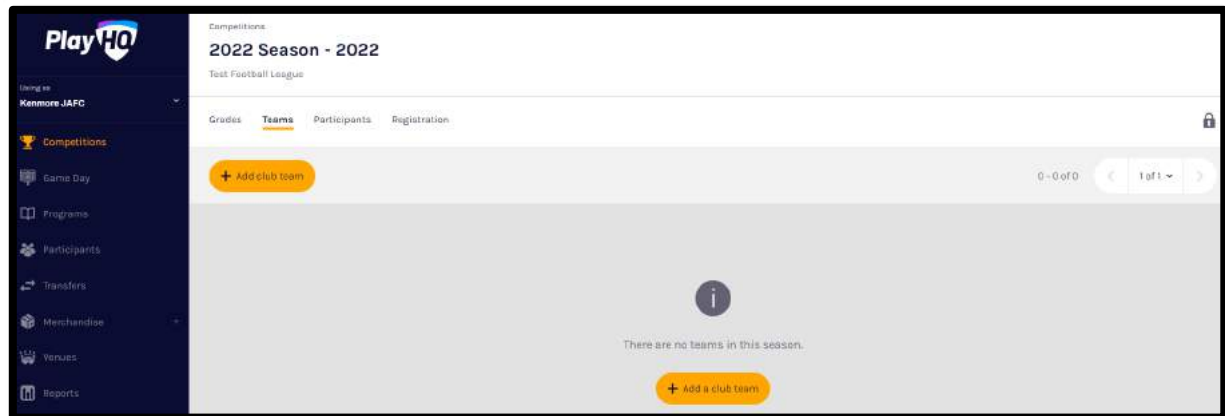 PlayHQ
Using as
Kenmore JAFC
Competitions
Game Day
Programs
Participants
Transfers
Merchandise
Venues
Reports
Competitions
2022 Season - 2022
Test Football League
Grades Teams Participants Registration
+ Add club team
0 - 0 of 0
1 of 1
There are no teams in this season.
+ Add a club team